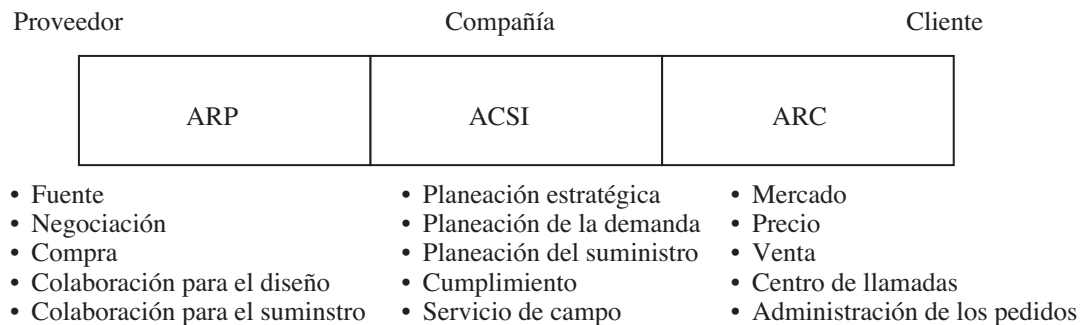 Proveedor Compañía Cliente
ARP ACSI ARC
• Fuente
• Negociación
• Compra
• Colaboración para el diseño
• Colaboración para el suminstro
• Planeación estratégica
• Planeación de la demanda
• Planeación del suministro
• Cumplimiento
• Servicio de campo
• Mercado
• Precio
• Venta
• Centro de llamadas
• Administración de los pedidos